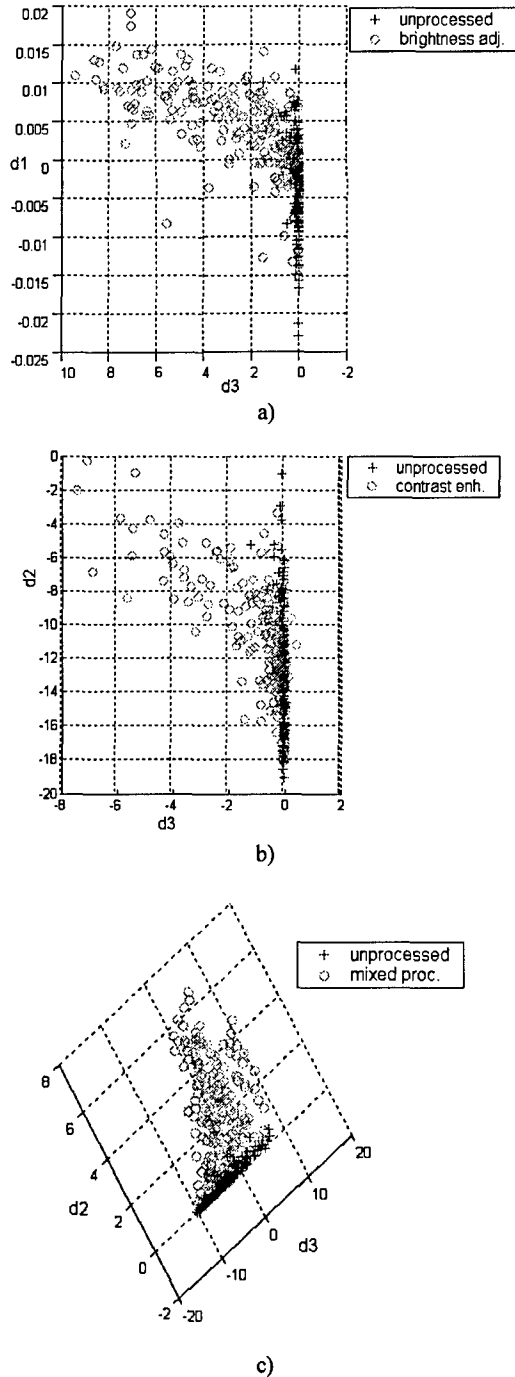 + unprocessed
○ brightness adj.
0.02
0.015
0.01
0.005
d1 0
-0.005
-0.01
-0.015
-0.02
-0.025
10 8 6 4 2 0 -2
d3
a)
+ unprocessed
○ contrast enh.
0
-2
-4
-6
d2
-8
-10
-12
-14
-16
-18
-20
-8 -6 -4 -2 0 2
d3
b)
+ unprocessed
○ mixed proc.
8
6
4
d2
2
0
-2
-20
-10
0
d3
10
20
c)